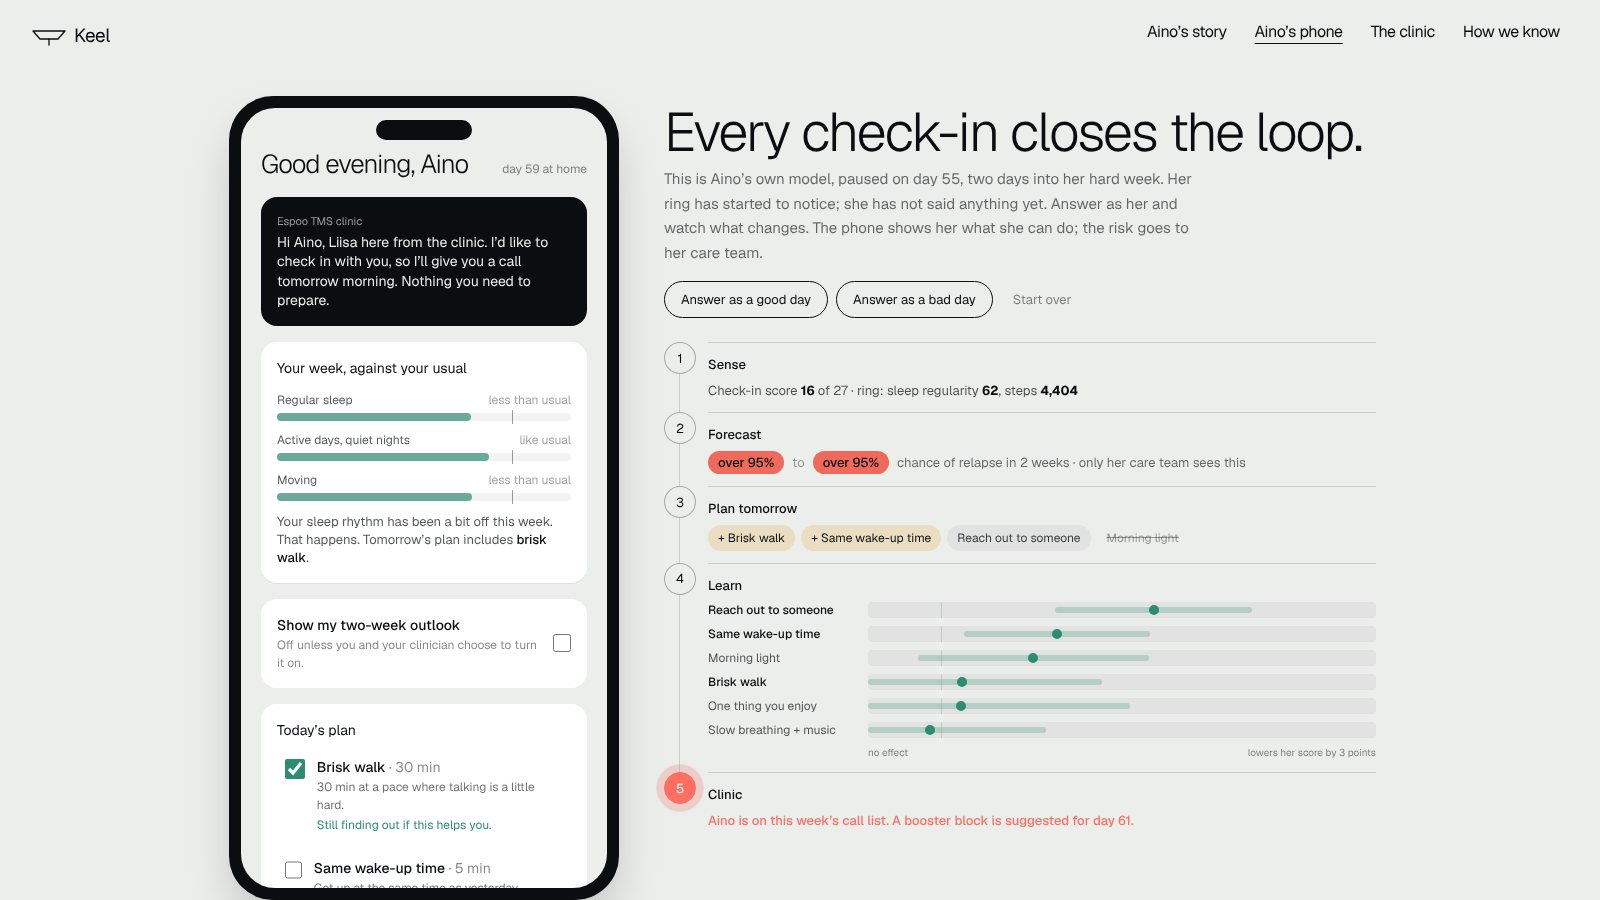 Keel
Aino’s story
Aino’s phone
The clinic
How we know
Good evening, Aino
day 59 at home
Espoo TMS clinic
Hi Aino, Liisa here from the clinic. I’d like to
check in with you, so I’ll give you a call
tomorrow morning. Nothing you need to
prepare.
Your week, against your usual
Regular sleep
less than usual
Active days, quiet nights
like usual
Moving
less than usual
Your sleep rhythm has been a bit off this week.
That happens. Tomorrow’s plan includes brisk
walk.
Show my two-week outlook
Off unless you and your clinician choose to turn
it on.
Today’s plan
Brisk walk · 30 min
30 min at a pace where talking is a little
hard.
Still finding out if this helps you.
Same wake-up time · 5 min
Get up at the same time as yesterday
Every check-in closes the loop.
This is Aino’s own model, paused on day 55, two days into her hard week. Her
ring has started to notice; she has not said anything yet. Answer as her and
watch what changes. The phone shows her what she can do; the risk goes to
her care team.
Answer as a good day
Answer as a bad day
Start over
1
Sense
Check-in score 16 of 27 · ring: sleep regularity 62, steps 4,404
2
Forecast
over 95% to over 95% chance of relapse in 2 weeks · only her care team sees this
3
Plan tomorrow
+ Brisk walk
+ Same wake-up time
Reach out to someone
Morning light
4
Learn
Reach out to someone
Same wake-up time
Morning light
Brisk walk
One thing you enjoy
Slow breathing + music
no effect
lowers her score by 3 points
5
Clinic
Aino is on this week’s call list. A booster block is suggested for day 61.